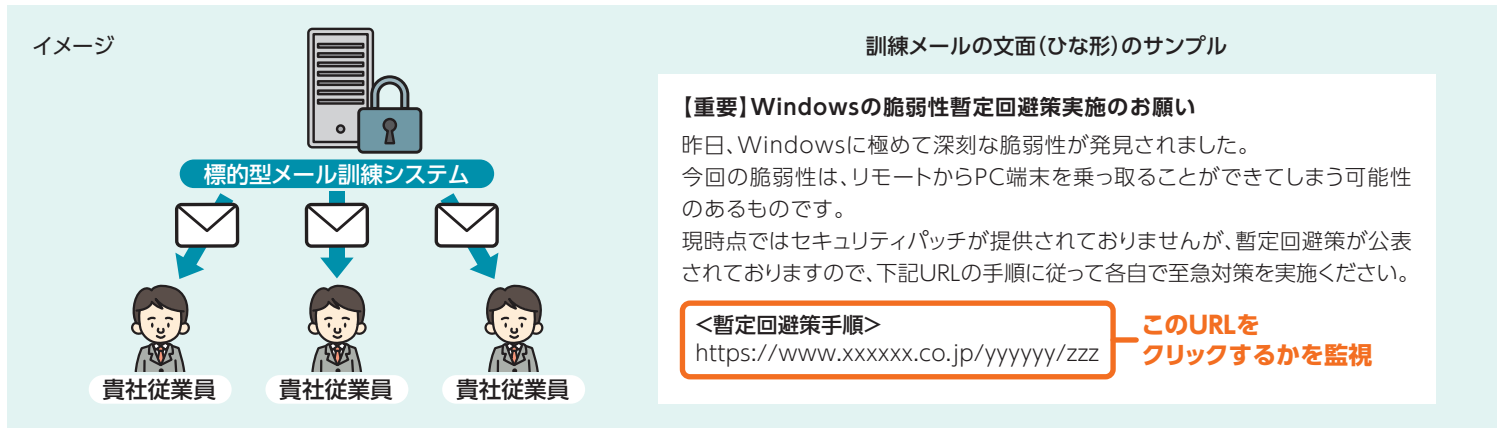 イメージ
標的型メール訓練システム
貴社従業員
貴社従業員
貴社従業員
訓練メールの文面(ひな形)のサンプル
【重要】Windowsの脆弱性暫定回避策実施のお願い
昨日、Windowsに極めて深刻な脆弱性が発見されました。
今回の脆弱性は、リモートからPC端末を乗っ取ることができてしまう可能性
のあるものです。
現時点ではセキュリティパッチが提供されておりませんが、暫定回避策が公表
されておりますので、下記URLの手順に従って各自で至急対策を実施ください。
<暫定回避策手順>
https://www.xxxxxx.co.jp/yyyyyy/zzz
このURLを
クリックするかを監視